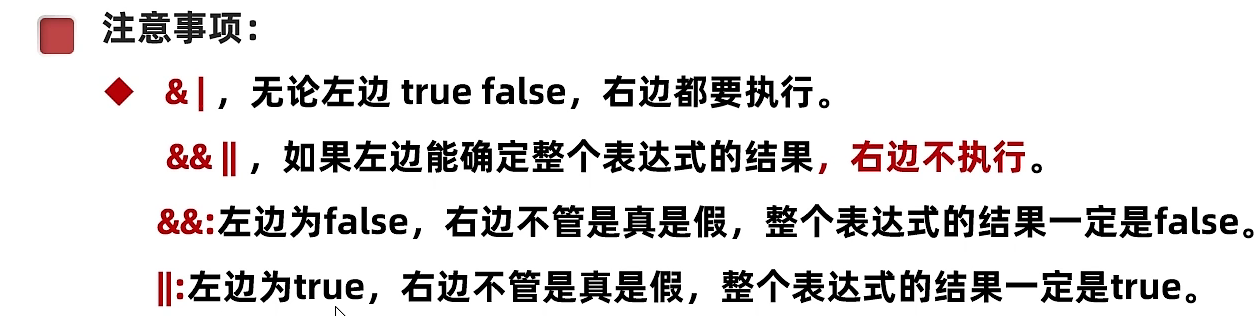 注意事项：
& |，无论左边 true false，右边都要执行。
&& ||，如果左边能确定整个表达式的结果，右边不执行。
&&:左边为false，右边不管是真是假，整个表达式的结果一定是false。
||:左边为true，右边不管是真是假，整个表达式的结果一定是true。